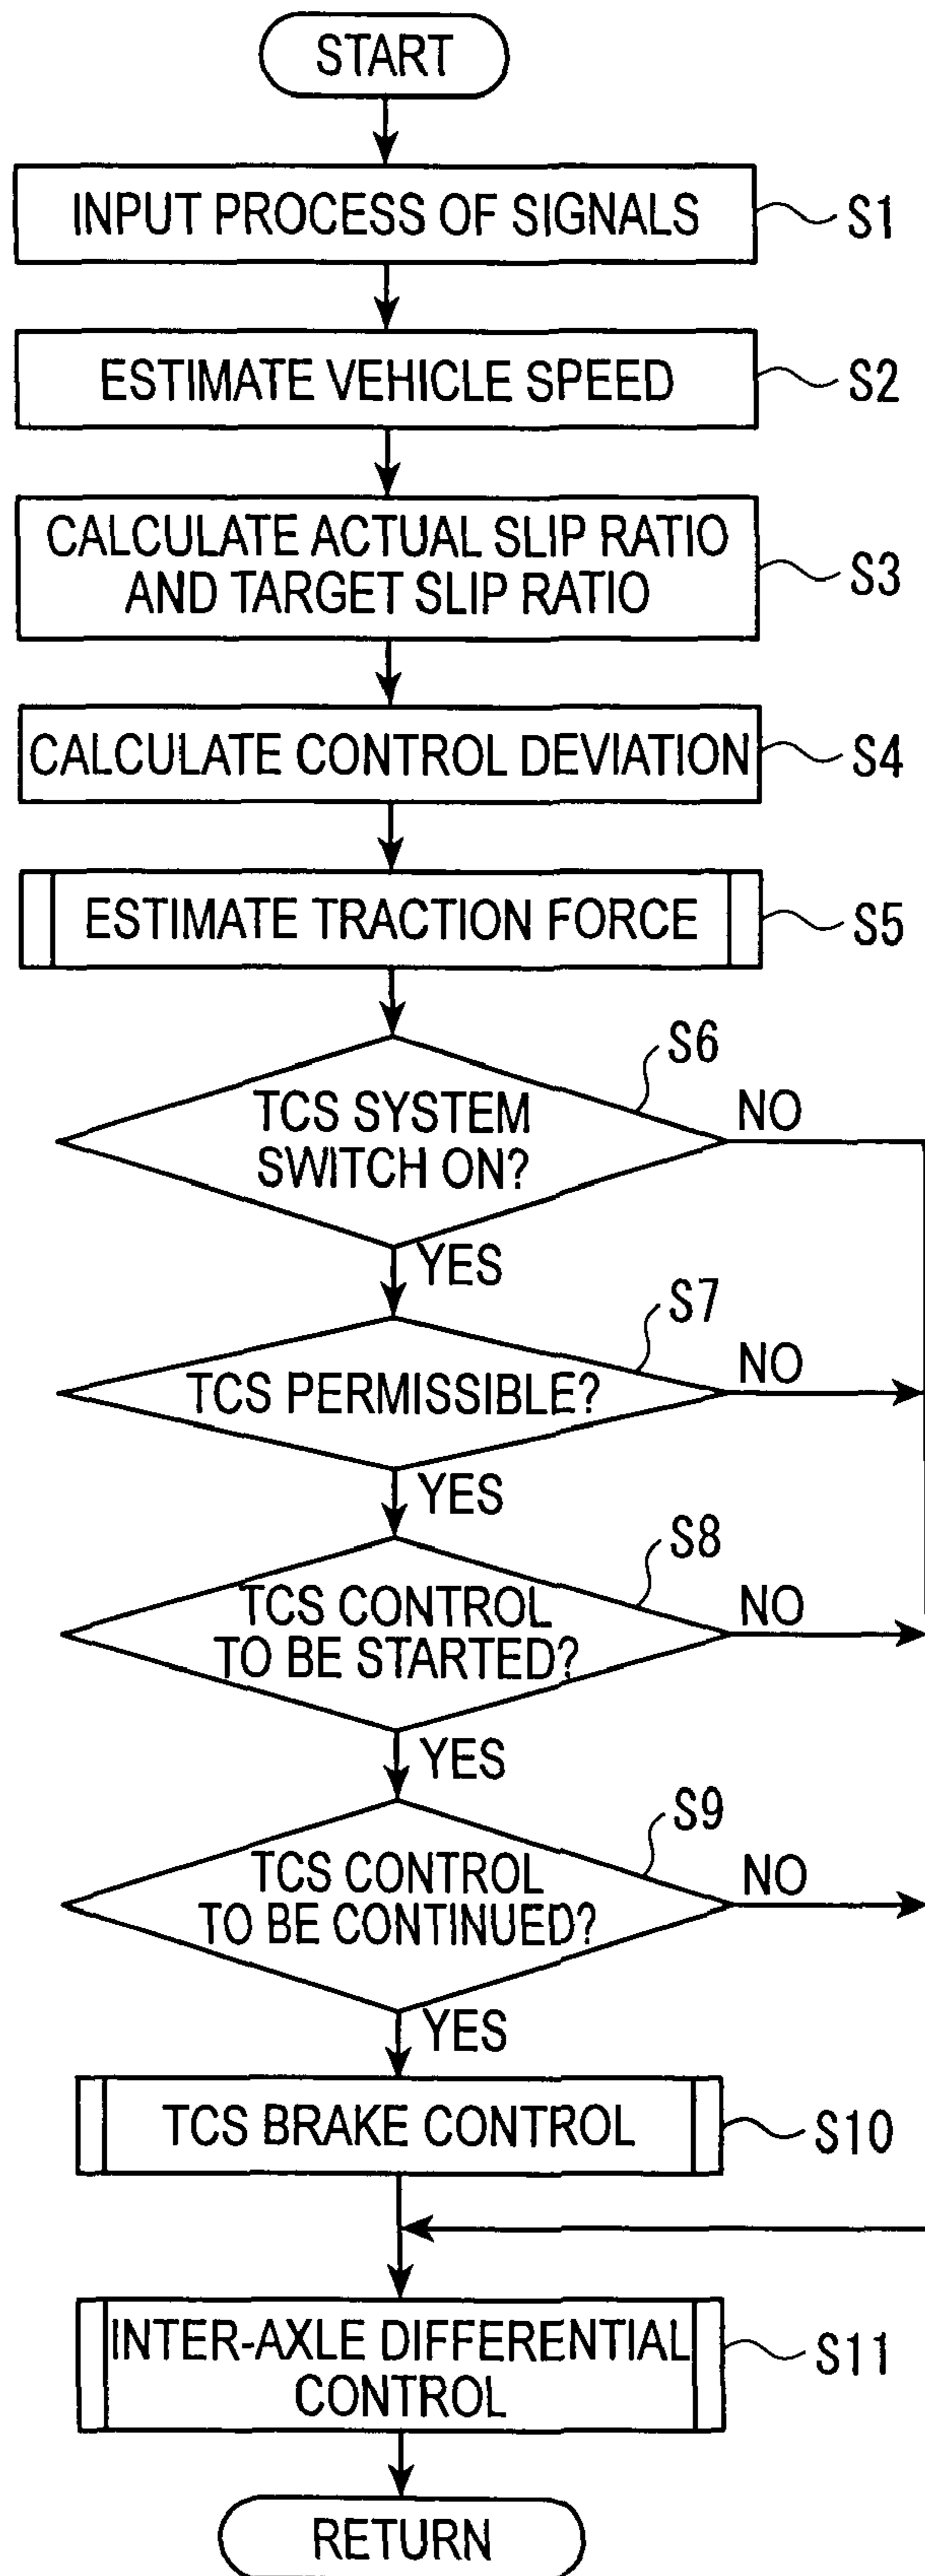 START
INPUT PROCESS OF SIGNALS
S1
ESTIMATE VEHICLE SPEED
S2
CALCULATE ACTUAL SLIP RATIO
AND TARGET SLIP RATIO
S3
CALCULATE CONTROL DEVIATION
S4
ESTIMATE TRACTION FORCE
S5
S6
TCS SYSTEM
SWITCH ON?
NO
YES
S7
TCS PERMISSIBLE?
NO
YES
S8
TCS CONTROL
TO BE STARTED?
NO
YES
S9
TCS CONTROL
TO BE CONTINUED?
NO
YES
TCS BRAKE CONTROL
S10
INTER-AXLE DIFFERENTIAL
CONTROL
S11
RETURN